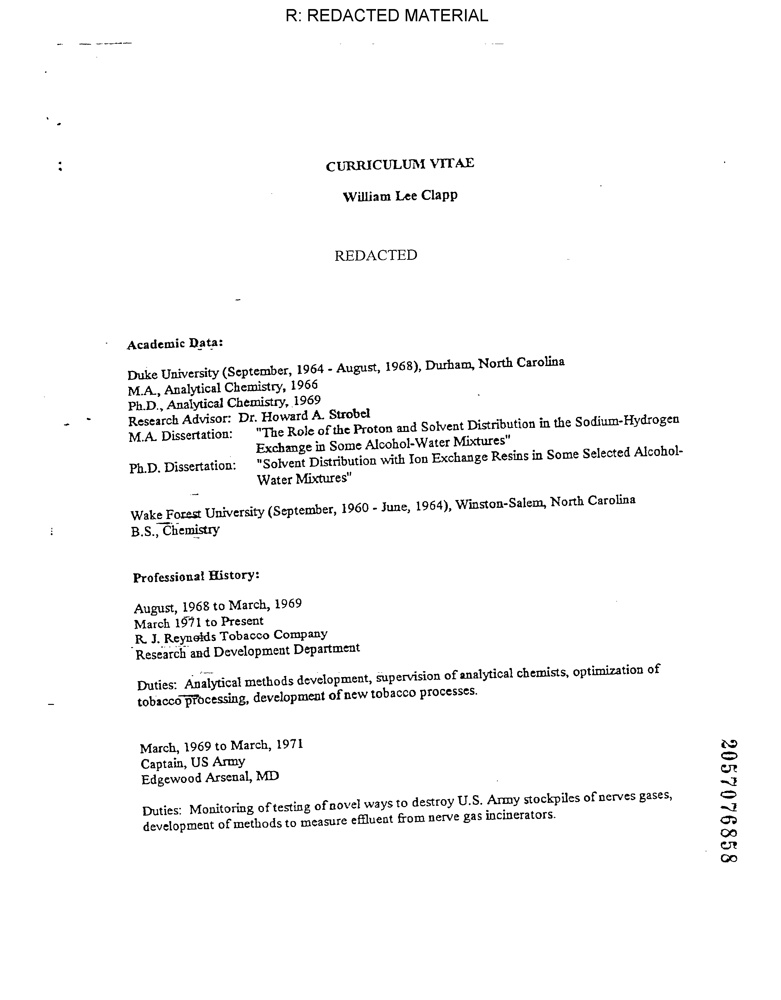 R: REDACTED MATERIAL
CURRICULUM VITAE
William Lee Clapp
REDACTED
Academic Data:
Duke University (September, 1964 - August, 1968), Durham, North Carolina
M.A., Analytical Chemistry, 1966
Ph.D., Analytical Chemistry, 1969
Research Advisor: Dr. Howard A. Strobel
M.A. Dissertation: "The Role of the Proton and Solvent Distribution in the Sodium-Hydrogen
Exchange in Some Alcohol-Water Mixtures"
Ph.D. Dissertation: "Solvent Distribution with Ion Exchange Resins in Some Selected Alcohol-
Water Mixtures"
Wake Forest University (September, 1960 - June, 1964), Winston-Salem, North Carolina
B.S., Chemistry
Professional History:
August, 1968 to March, 1969
March 1971 to Present
R. J. Reynolds Tobacco Company
Research and Development Department
Duties: Analytical methods development, supervision of analytical chemists, optimization of
tobacco processing, development of new tobacco processes.
March, 1969 to March, 1971
Captain, US Army
Edgewood Arsenal, MD
Duties: Monitoring of testing of novel ways to destroy U.S. Army stockpiles of nerves gases,
development of methods to measure effluent from nerve gas incinerators.
2057076858